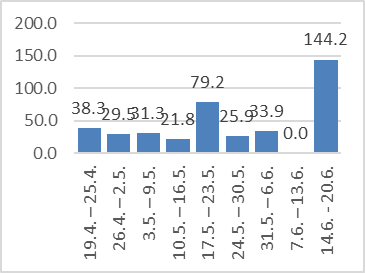 200.0
150.0
100.0
50.0
0.0
38.3
29.5
31.3
21.8
79.2
25.9
33.9
0.0
144.2
19.4. – 25.4.
26.4. – 2.5.
3.5. – 9.5.
10.5. – 16.5.
17.5. – 23.5.
24.5. – 30.5.
31.5. – 6.6.
7.6. – 13.6.
14.6. - 20.6.